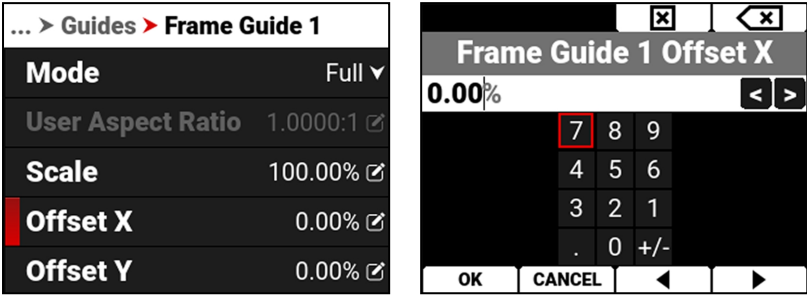 ... > Guides > Frame Guide 1
Mode Full
User Aspect Ratio 1.0000:1
Scale 100.00%
Offset X 0.00%
Offset Y 0.00%
Frame Guide 1 Offset X
0.00% < >
7 8 9
4 5 6
3 2 1
. 0 +/-
OK CANCEL